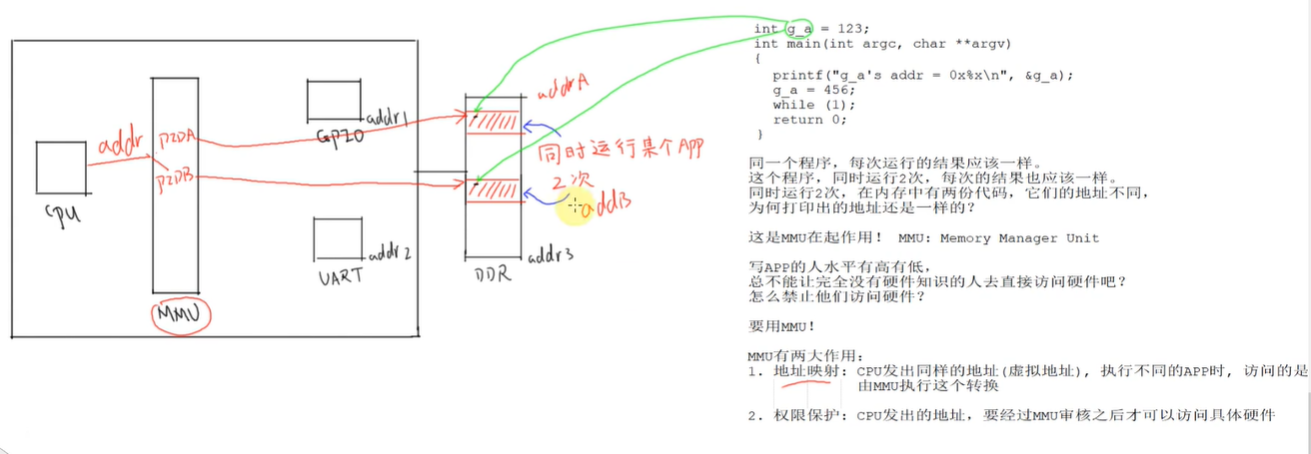 CPU
addr
PIDA
PIDB
MMU
GPIO
addr1
UART
addr2
addrA
同时运行某个APP
2次
addB
addr3
DDR
int g_a = 123;
int main(int argc, char **argv)
{
printf("g_a's addr = 0x%x\n", &g_a);
g_a = 456;
while (1);
return 0;
}
同一个程序，每次运行的结果应该一样。
这个程序，同时运行2次，每次的结果也应该一样。
同时运行2次，在内存中有两份代码，它们的地址不同，
为何打印出的地址还是一样的？
这是MMU在起作用！ MMU: Memory Manager Unit
写APP的人水平有高有低，
总不能让完全没有硬件知识的人去直接访问硬件吧？
怎么禁止他们访问硬件？
要用MMU！
MMU有两大作用：
1. 地址映射：CPU发出同样的地址(虚拟地址)，执行不同的APP时，访问的是
由MMU执行这个转换
2. 权限保护：CPU发出的地址，要经过MMU审核之后才可以访问具体硬件